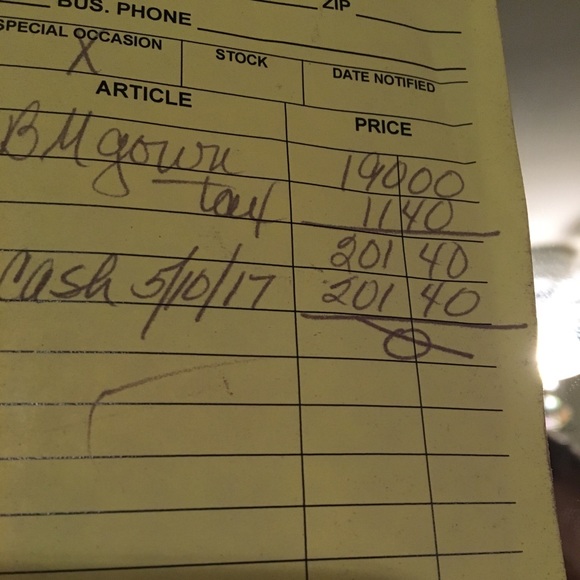 BUS. PHONE ZIP
SPECIAL OCCASION X STOCK DATE NOTIFIED
ARTICLE PRICE
BM gown 190 00
tax 11 40
201 40
Cash 5/10/17 201 40
0